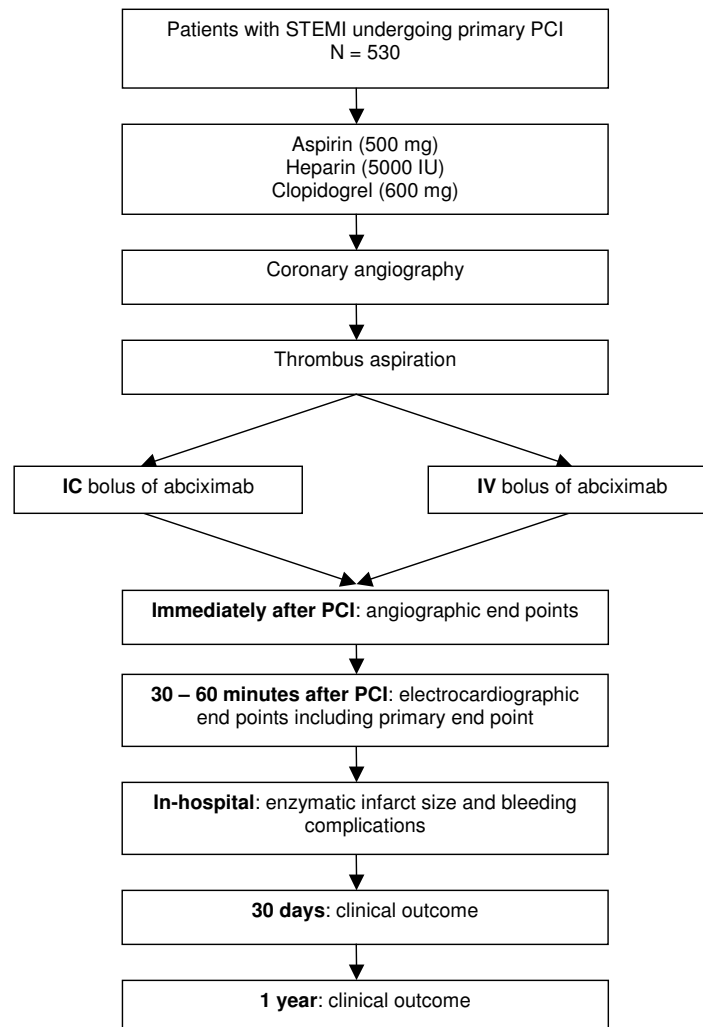 Patients with STEMI undergoing primary PCI
N = 530
Aspirin (500 mg)
Heparin (5000 IU)
Clopidogrel (600 mg)
Coronary angiography
Thrombus aspiration
IC bolus of abciximab
IV bolus of abciximab
Immediately after PCI: angiographic end points
30 – 60 minutes after PCI: electrocardiographic
end points including primary end point
In-hospital: enzymatic infarct size and bleeding
complications
30 days: clinical outcome
1 year: clinical outcome